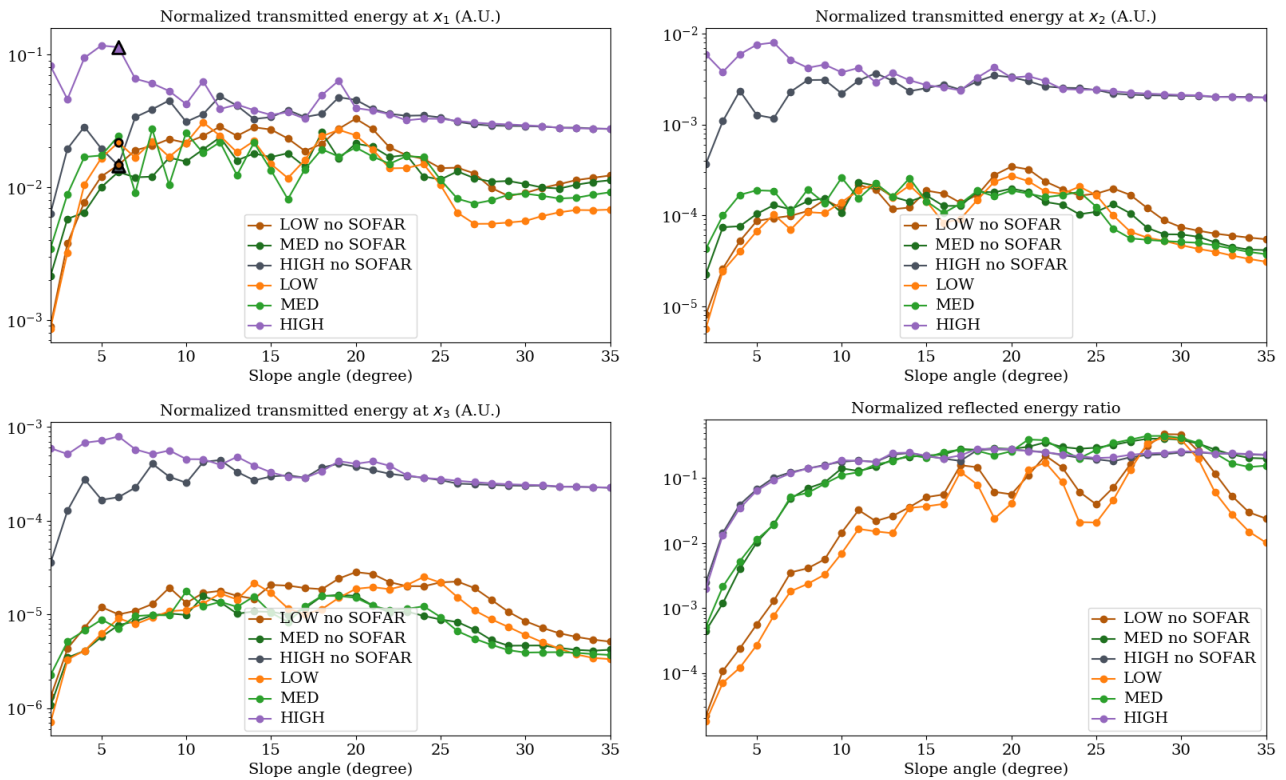 Normalized transmitted energy at x₁ (A.U.)
10⁻¹
10⁻²
10⁻³
LOW no SOFAR
MED no SOFAR
HIGH no SOFAR
LOW
MED
HIGH
5 10 15 20 25 30 35
Slope angle (degree)
Normalized transmitted energy at x₂ (A.U.)
10⁻²
10⁻³
10⁻⁴
10⁻⁵
LOW no SOFAR
MED no SOFAR
HIGH no SOFAR
LOW
MED
HIGH
5 10 15 20 25 30 35
Slope angle (degree)
Normalized transmitted energy at x₃ (A.U.)
10⁻³
10⁻⁴
10⁻⁵
10⁻⁶
LOW no SOFAR
MED no SOFAR
HIGH no SOFAR
LOW
MED
HIGH
5 10 15 20 25 30 35
Slope angle (degree)
Normalized reflected energy ratio
10⁻¹
10⁻²
10⁻³
10⁻⁴
LOW no SOFAR
MED no SOFAR
HIGH no SOFAR
LOW
MED
HIGH
5 10 15 20 25 30 35
Slope angle (degree)